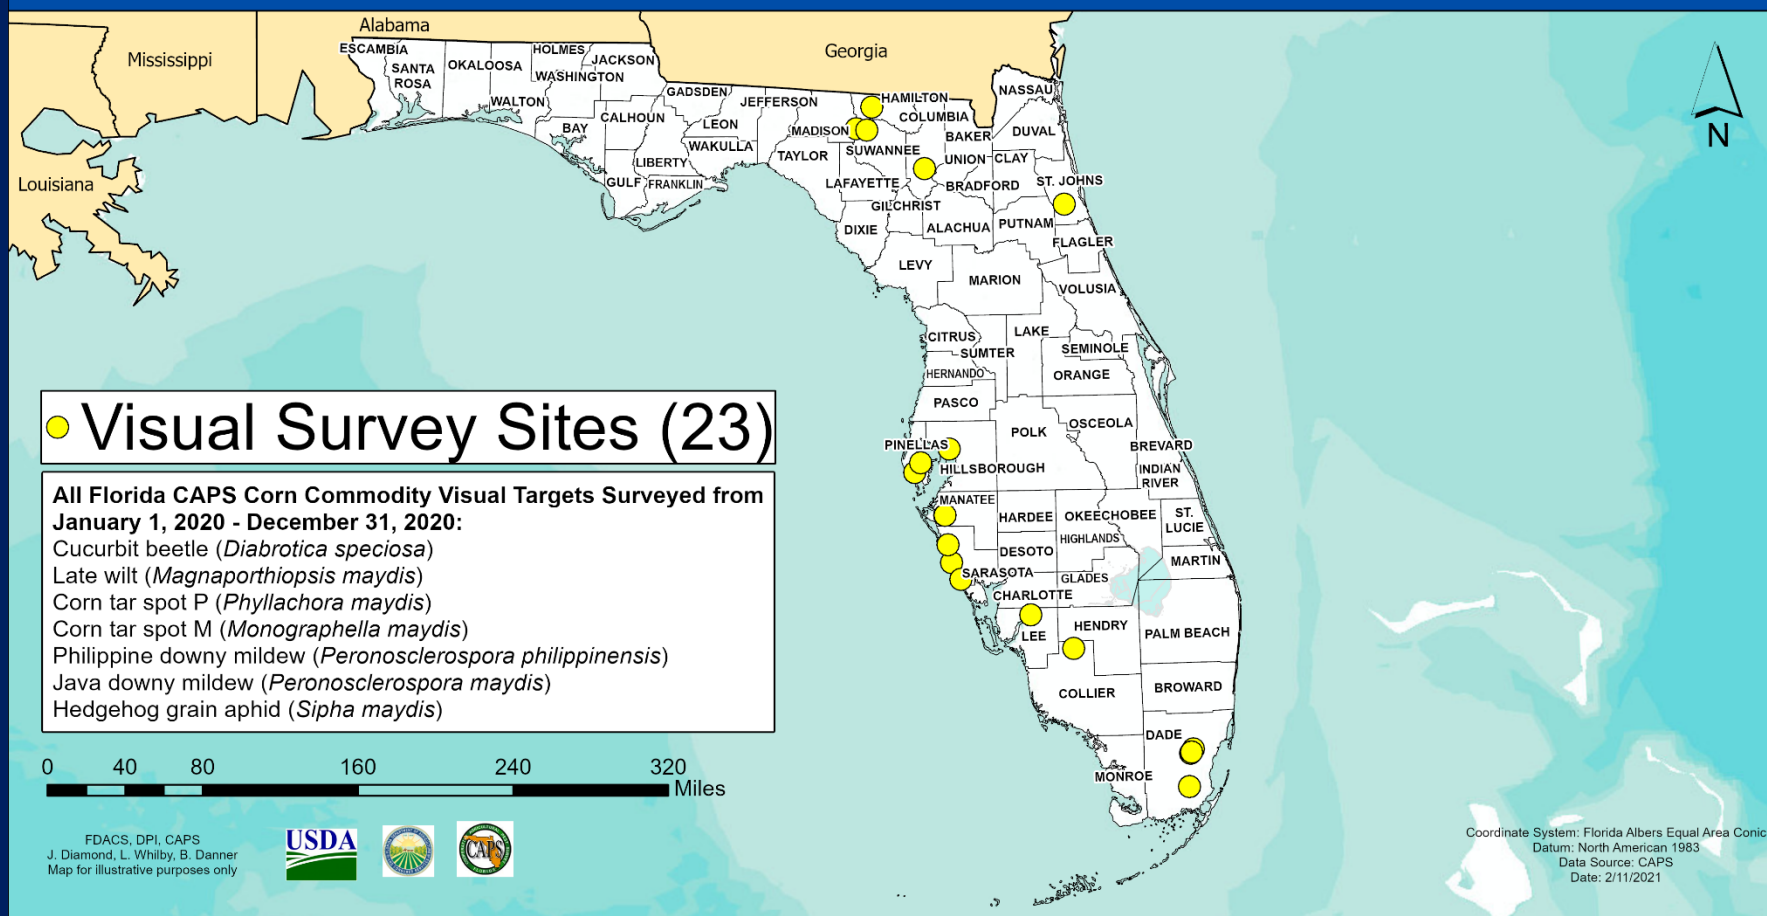 Alabama
Mississippi
Georgia
Louisiana
ESCAMBIA
SANTA
ROSA
OKALOOSA
HOLMES
JACKSON
WASHINGTON
WALTON
GADSDEN
JEFFERSON
HAMILTON
NASSAU
BAY
CALHOUN
LEON
MADISON
COLUMBIA
BAKER
DUVAL
LIBERTY
WAKULLA
TAYLOR
SUWANNEE
UNION
CLAY
GULF
FRANKLIN
LAFAYETTE
BRADFORD
ST. JOHNS
GILCHRIST
DIXIE
ALACHUA
PUTNAM
FLAGLER
LEVY
MARION
VOLUSIA
CITRUS
LAKE
SUMTER
SEMINOLE
HERNANDO
ORANGE
PASCO
POLK
OSCEOLA
PINELLAS
HILLSBOROUGH
BREVARD
INDIAN
RIVER
MANATEE
HARDEE
OKEECHOBEE
ST.
LUCIE
HIGHLANDS
DESOTO
MARTIN
SARASOTA
GLADES
CHARLOTTE
LEE
HENDRY
PALM BEACH
COLLIER
BROWARD
DADE
MONROE
N
Visual Survey Sites (23)
All Florida CAPS Corn Commodity Visual Targets Surveyed from
January 1, 2020 - December 31, 2020:
Cucurbit beetle (Diabrotica speciosa)
Late wilt (Magnaporthiopsis maydis)
Corn tar spot P (Phyllachora maydis)
Corn tar spot M (Monographella maydis)
Philippine downy mildew (Peronosclerospora philippinensis)
Java downy mildew (Peronosclerospora maydis)
Hedgehog grain aphid (Sipha maydis)
0 40 80 160 240 320
Miles
FDACS, DPI, CAPS
J. Diamond, L. Whilby, B. Danner
Map for illustrative purposes only
USDA
CAPS
Coordinate System: Florida Albers Equal Area Conic
Datum: North American 1983
Data Source: CAPS
Date: 2/11/2021